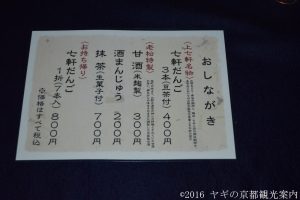 おしながき
〈上七軒名物〉
七軒だんご
3本(豆茶付) 400円
〈老松特製〉
甘酒(米麹製) 300円
酒まんじゅう 200円
抹茶(生菓子付) 700円
〈お持ち帰り〉
七軒だんご
1折(7本入) 800円
価格はすべて税込
©2016 ヤギの京都観光案内